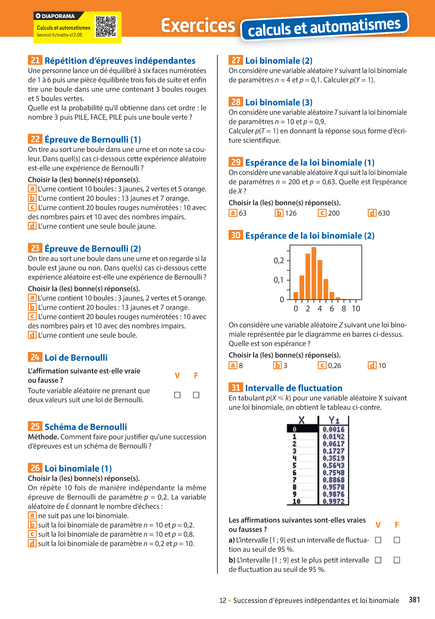 DIAPORAMA
Calculs et automatismes
lienmini.fr/maths-s12-08
Exercices calculs et automatismes
21 Répétition d'épreuves indépendantes
Une personne lance un dé équilibré à six faces numérotées
de 1 à 6 puis une pièce équilibrée trois fois de suite et enfin
tire une boule dans une urne contenant 3 boules rouges
et 5 boules vertes.
Quelle est la probabilité qu'il obtienne dans cet ordre : le
nombre 3 puis PILE, FACE, PILE puis une boule verte ?
22 Épreuve de Bernoulli (1)
On tire au sort une boule dans une urne et on note sa cou-
leur. Dans quel(s) cas ci-dessous cette expérience aléatoire
est-elle une expérience de Bernoulli ?
Choisir la (les) bonne(s) réponse(s).
a L'urne contient 10 boules : 3 jaunes, 2 vertes et 5 orange.
b L'urne contient 20 boules : 13 jaunes et 7 orange.
c L'urne contient 20 boules rouges numérotées : 10 avec
des nombres pairs et 10 avec des nombres impairs.
d L'urne contient une seule boule jaune.
23 Épreuve de Bernoulli (2)
On tire au sort une boule dans une urne et on regarde si la
boule est jaune ou non. Dans quel(s) cas ci-dessous cette
expérience aléatoire est-elle une expérience de Bernoulli ?
Choisir la (les) bonne(s) réponse(s).
a L'urne contient 10 boules : 3 jaunes, 2 vertes et 5 orange.
b L'urne contient 20 boules : 13 jaunes et 7 orange.
c L'urne contient 20 boules rouges numérotées : 10 avec
des nombres pairs et 10 avec des nombres impairs.
d L'urne contient une seule boule.
24 Loi de Bernoulli
L'affirmation suivante est-elle vraie
ou fausse ? V F
Toute variable aléatoire ne prenant que
deux valeurs suit une loi de Bernoulli.
25 Schéma de Bernoulli
Méthode. Comment faire pour justifier qu'une succession
d'épreuves est un schéma de Bernoulli ?
26 Loi binomiale (1)
Choisir la (les) bonne(s) réponse(s).
On répète 10 fois de manière indépendante la même
épreuve de Bernoulli de paramètre p = 0,2. La variable
aléatoire de E donnant le nombre d'échecs :
a ne suit pas une loi binomiale.
b suit la loi binomiale de paramètre n = 10 et p = 0,2.
c suit la loi binomiale de paramètre n = 10 et p = 0,8.
d suit la loi binomiale de paramètre n = 0,2 et p = 10.
27 Loi binomiale (2)
On considère une variable aléatoire Y suivant la loi binomiale
de paramètres n = 4 et p = 0,1. Calculer p(Y = 1).
28 Loi binomiale (3)
On considère une variable aléatoire T suivant la loi binomiale
de paramètres n = 10 et p = 0,9.
Calculer p(T = 1) en donnant la réponse sous forme d'écri-
ture scientifique.
29 Espérance de la loi binomiale (1)
On considère une variable aléatoire X qui suit la loi binomiale
de paramètres n = 200 et p = 0,63. Quelle est l'espérance
de X ?
Choisir la (les) bonne(s) réponse(s).
a 63 b 126 c 200 d 630
30 Espérance de la loi binomiale (2)
0,2
0,1
0
0 2 4 6 8 10
On considère une variable aléatoire Z suivant une loi bino-
miale représentée par le diagramme en barres ci-dessus.
Quelle est son espérance ?
Choisir la (les) bonne(s) réponse(s).
a 8 b 3 c 0,26 d 10
31 Intervalle de fluctuation
En tabulant p(X ⩽ k) pour une variable aléatoire X suivant
une loi binomiale, on obtient le tableau ci-contre.
X Y1
0 0.0016
1 0.0142
2 0.0617
3 0.1727
4 0.3519
5 0.5643
6 0.7548
7 0.8868
8 0.9578
9 0.9876
10 0.9972
Les affirmations suivantes sont-elles vraies
ou fausses ? V F
a) L'intervalle [1 ; 9] est un intervalle de fluctua-
tion au seuil de 95 %.
b) L'intervalle [1 ; 9] est le plus petit intervalle
de fluctuation au seuil de 95 %.
12 • Succession d'épreuves indépendantes et loi binomiale 381